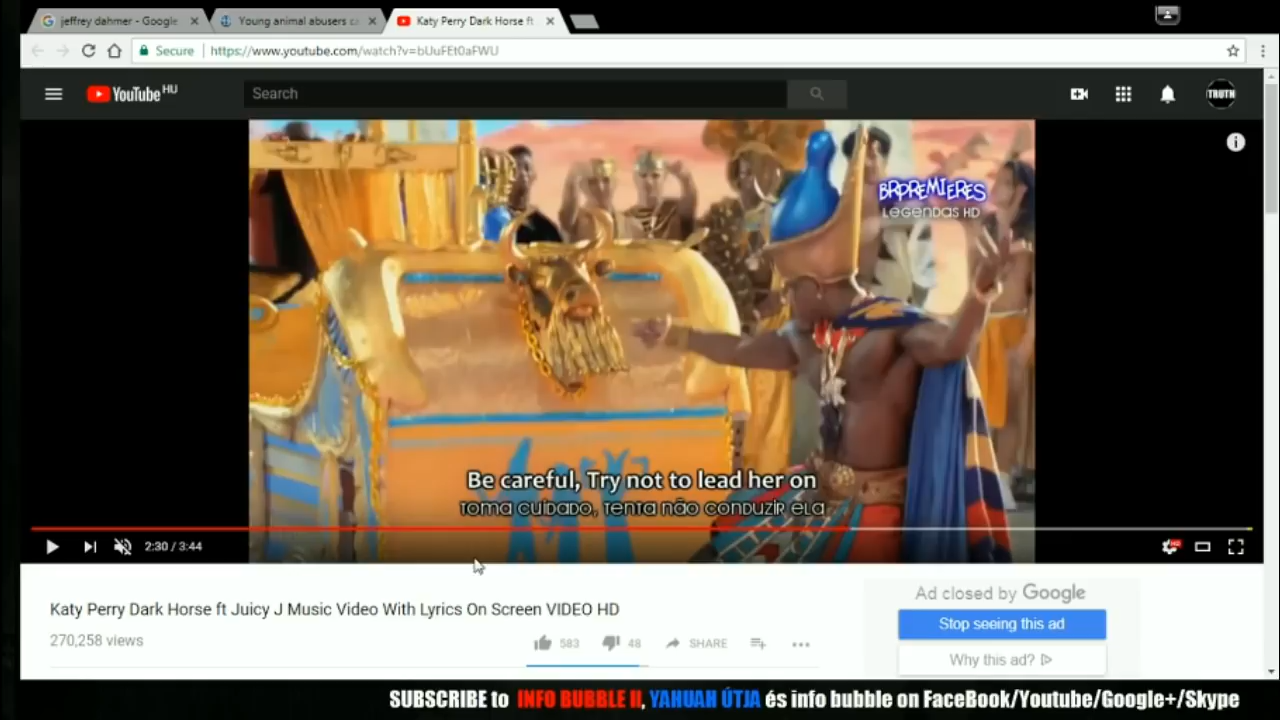 jeffrey dahmer - Google
Young animal abusers c
Katy Perry Dark Horse ft
Secure
https://www.youtube.com/watch?v=bUuFEt0aFWU
YouTube HU
Search
TRUTH
BRPREMIERES
LEGENDAS HD
Be careful, Try not to lead her on
TOMA CUIDADO, TENTA NÃO CONDUZIR ELA
2:30 / 3:44
HD
Katy Perry Dark Horse ft Juicy J Music Video With Lyrics On Screen VIDEO HD
270,258 views
583
48
SHARE
Ad closed by Google
Stop seeing this ad
Why this ad?
SUBSCRIBE to INFO BUBBLE II, YAHUAH ÚTJA és info bubble on FaceBook/Youtube/Google+/Skype